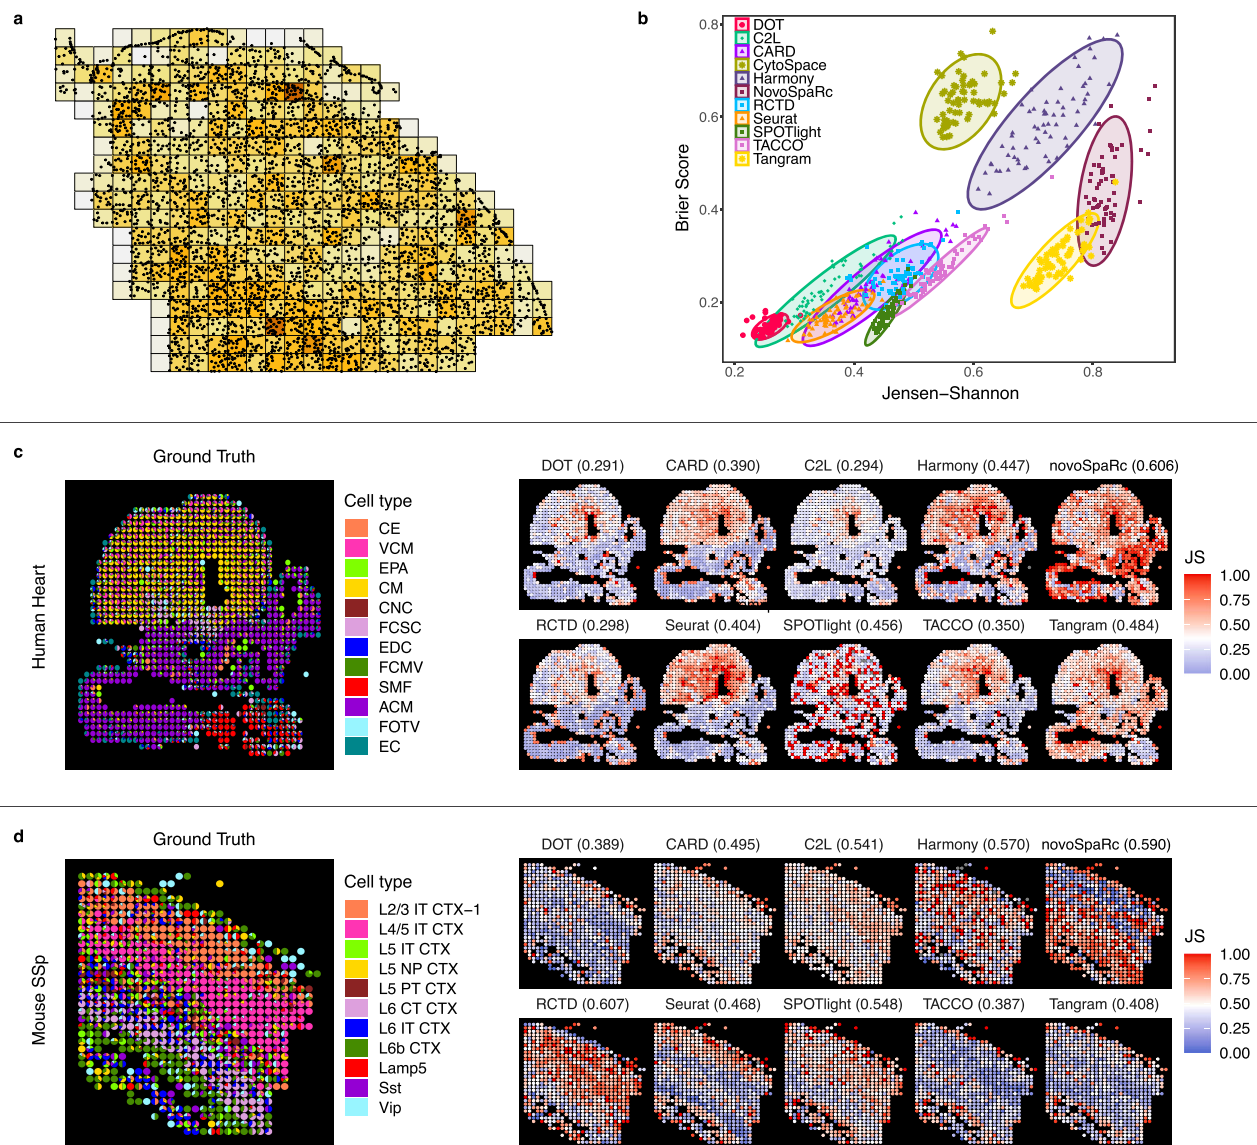 a
b
0.8
0.6
0.4
0.2
Brier Score
DOT
C2L
CARD
CytoSpace
Harmony
NovoSpaRc
RCTD
Seurat
SPOTlight
TACCO
Tangram
0.2 0.4 0.6 0.8
Jensen−Shannon
c
Ground Truth
Human Heart
Cell type
CE
VCM
EPA
CM
CNC
FCSC
EDC
FCMV
SMF
ACM
FOTV
EC
DOT (0.291) CARD (0.390) C2L (0.294) Harmony (0.447) novoSpaRc (0.606)
RCTD (0.298) Seurat (0.404) SPOTlight (0.456) TACCO (0.350) Tangram (0.484)
JS
1.00
0.75
0.50
0.25
0.00
d
Ground Truth
Mouse SSp
Cell type
L2/3 IT CTX−1
L4/5 IT CTX
L5 IT CTX
L5 NP CTX
L5 PT CTX
L6 CT CTX
L6 IT CTX
L6b CTX
Lamp5
Sst
Vip
DOT (0.389) CARD (0.495) C2L (0.541) Harmony (0.570) novoSpaRc (0.590)
RCTD (0.607) Seurat (0.468) SPOTlight (0.548) TACCO (0.387) Tangram (0.408)
JS
1.00
0.75
0.50
0.25
0.00